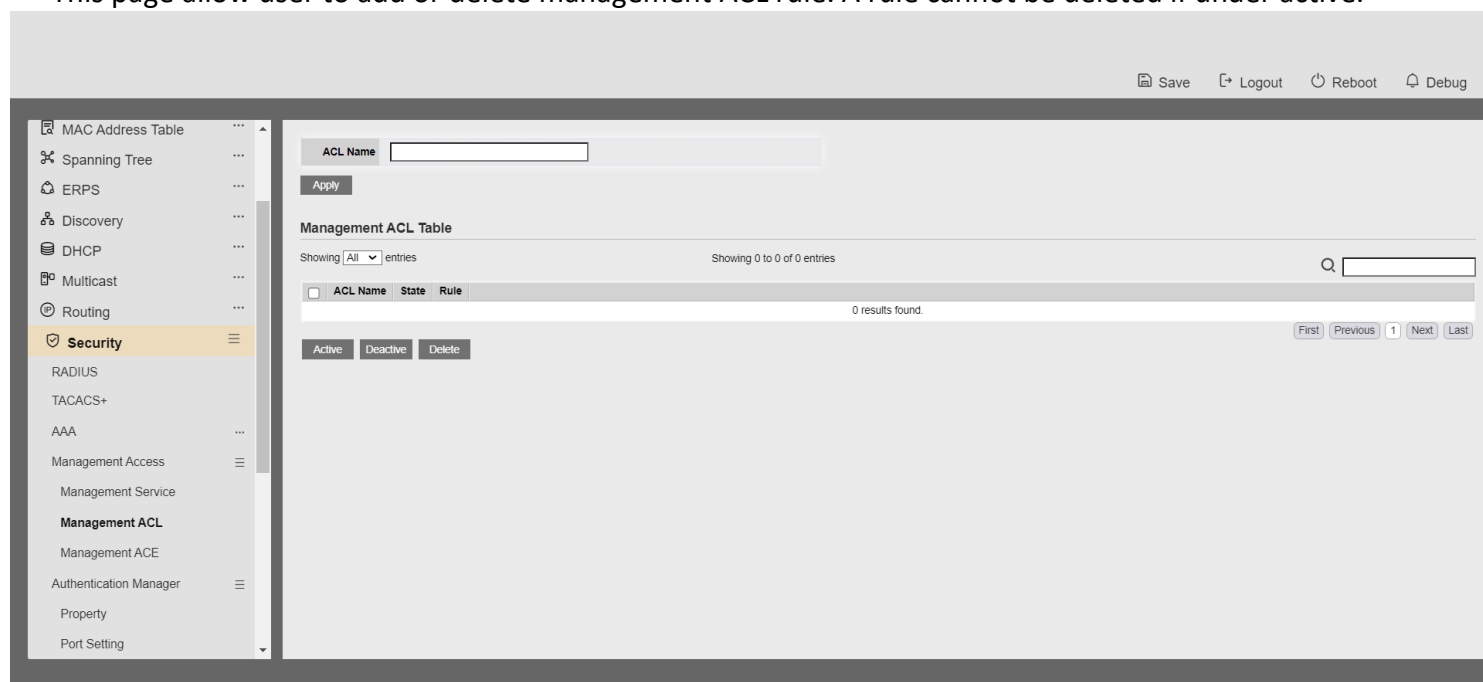 This page allow user to add or delete management ACL rule. A rule cannot be deleted if under active.
Save Logout Reboot Debug
MAC Address Table ...
Spanning Tree ...
ERPS ...
Discovery ...
DHCP ...
Multicast ...
Routing ...
Security
RADIUS
TACACS+
AAA ...
Management Access
Management Service
Management ACL
Management ACE
Authentication Manager
Property
Port Setting
ACL Name
Apply
Management ACL Table
Showing All entries Showing 0 to 0 of 0 entries
ACL Name State Rule
0 results found.
First Previous 1 Next Last
Active Deactive Delete